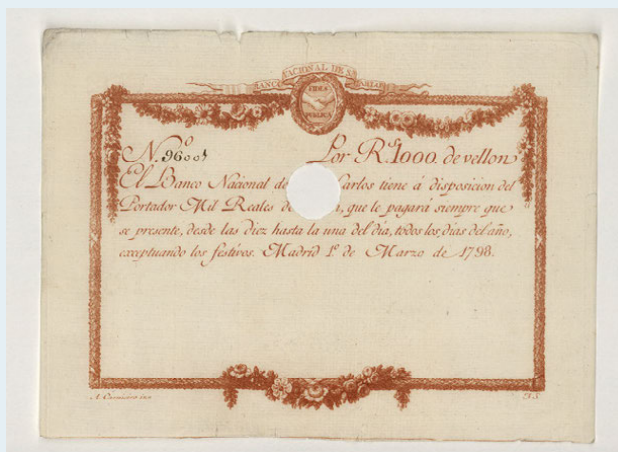 BANCO NACIONAL DE SN CARLOS
FIDES
PUBLICA
No. 9600
Por Rs. 1000. de vellon
El Banco Nacional de Carlos tiene á disposicion del
Portador Mil Reales de que le pagará siempre que
se presente, desde las diez hasta la una del dia, todos los dias del año,
exceptuando los festivos. Madrid 1º. de Marzo de 1798.